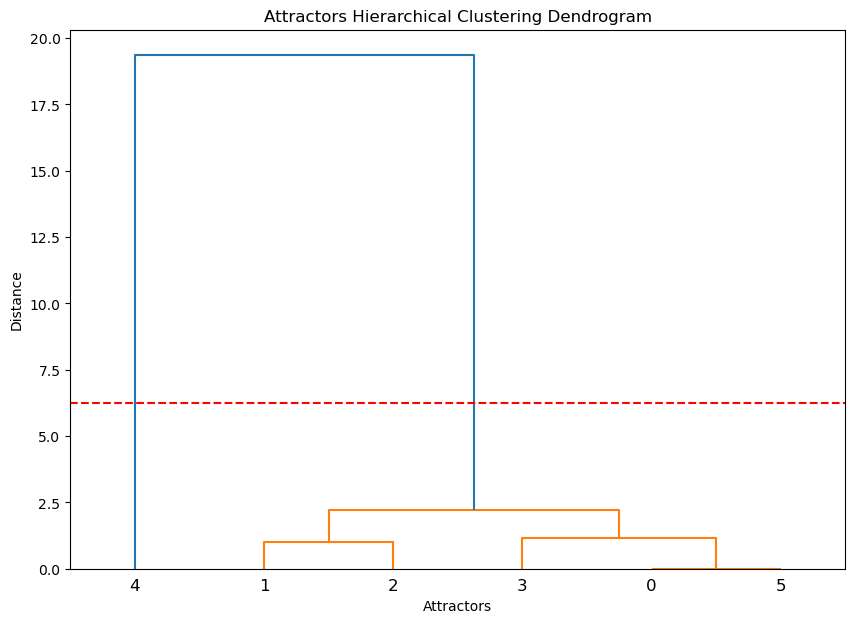 Attractors Hierarchical Clustering Dendrogram
20.0
17.5
15.0
12.5
10.0
7.5
5.0
2.5
0.0
Distance
4 1 2 3 0 5
Attractors